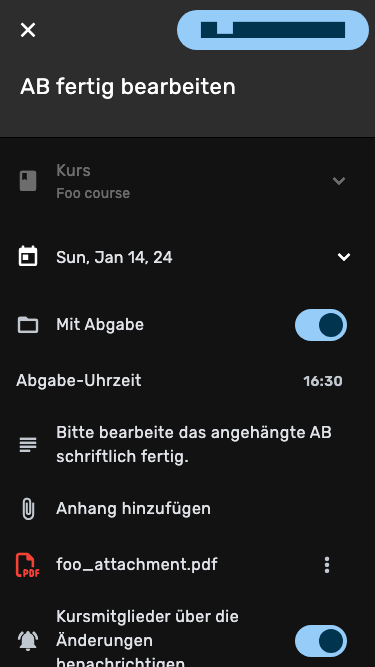 AB fertig bearbeiten
Kurs
Foo course
Sun, Jan 14, 24
Mit Abgabe
Abgabe-Uhrzeit
16:30
Bitte bearbeite das angehängte AB
schriftlich fertig.
Anhang hinzufügen
PDF
foo_attachment.pdf
Kursmitglieder über die
Änderungen
benachrichtigen